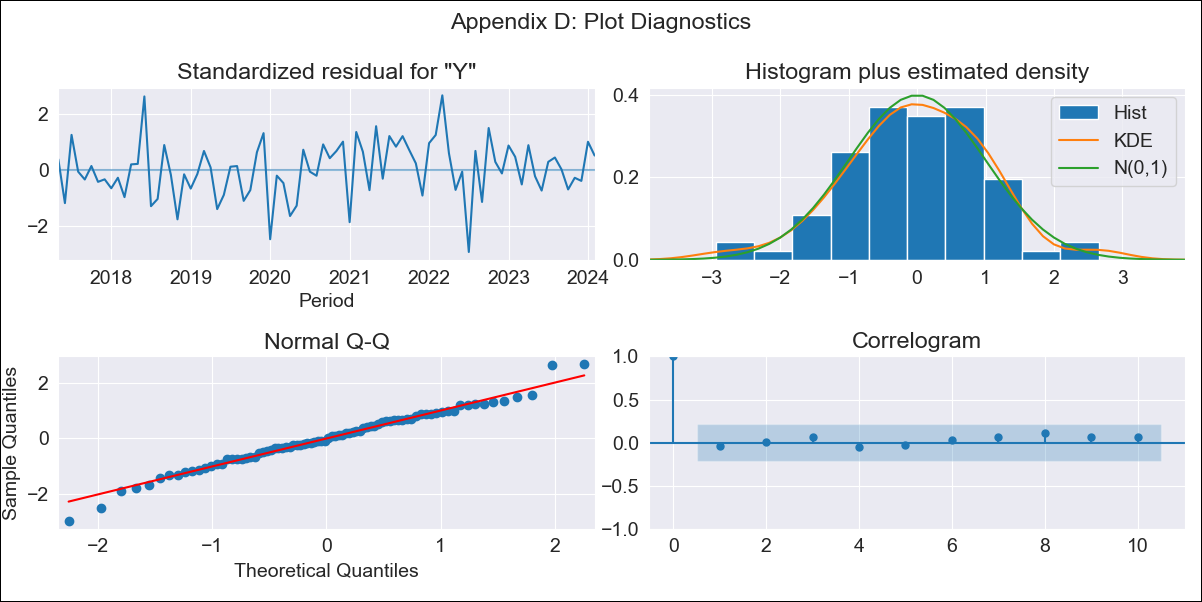 Appendix D: Plot Diagnostics
Standardized residual for "Y"
2
0
−2
2018 2019 2020 2021 2022 2023 2024
Period
Histogram plus estimated density
0.4
0.2
0.0
−3 −2 −1 0 1 2 3
Hist
KDE
N(0,1)
Normal Q-Q
Sample Quantiles
2
0
−2
−2 −1 0 1 2
Theoretical Quantiles
Correlogram
1.0
0.5
0.0
−0.5
−1.0
0 2 4 6 8 10